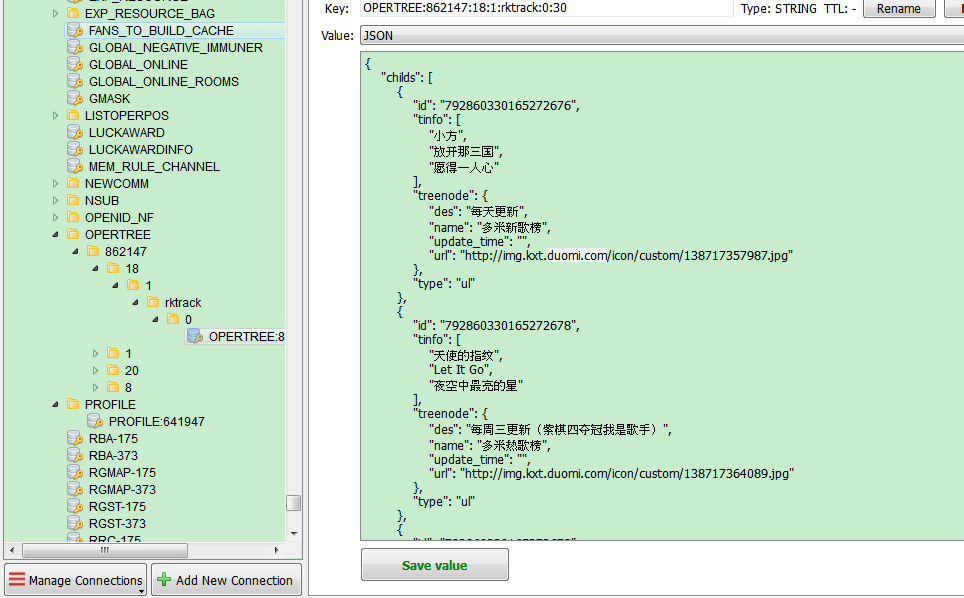 EXP_RESOURCE_BAG
FANS_TO_BUILD_CACHE
GLOBAL_NEGATIVE_IMMUNER
GLOBAL_ONLINE
GLOBAL_ONLINE_ROOMS
GMASK
LISTOPERPOS
LUCKAWARD
LUCKAWARDINFO
MEM_RULE_CHANNEL
NEWCOMM
NSUB
OPENID_NF
OPERTREE
862147
18
1
rktrack
0
OPERTREE:8
1
20
8
PROFILE
PROFILE:641947
RBA-175
RBA-373
RGMAP-175
RGMAP-373
RGST-175
RGST-373
RRC-175
Manage Connections
Add New Connection
Key: OPERTREE:862147:18:1:rktrack:0:30 Type: STRING TTL: - Rename
Value: JSON
{
"childs": [
{
"id": "792860330165272676",
"tinfo": [
"小方",
"放开那三国",
"愿得一人心"
],
"treenode": {
"des": "每天更新",
"name": "多米新歌榜",
"update_time": "",
"url": "http://img.kxt.duomi.com/icon/custom/138717357987.jpg"
},
"type": "ul"
},
{
"id": "792860330165272678",
"tinfo": [
"天使的指纹",
"Let It Go",
"夜空中最亮的星"
],
"treenode": {
"des": "每周三更新（紫棋四夺冠我是歌手）",
"name": "多米热歌榜",
"update_time": "",
"url": "http://img.kxt.duomi.com/icon/custom/138717364089.jpg"
},
"type": "ul"
},
{
Save value